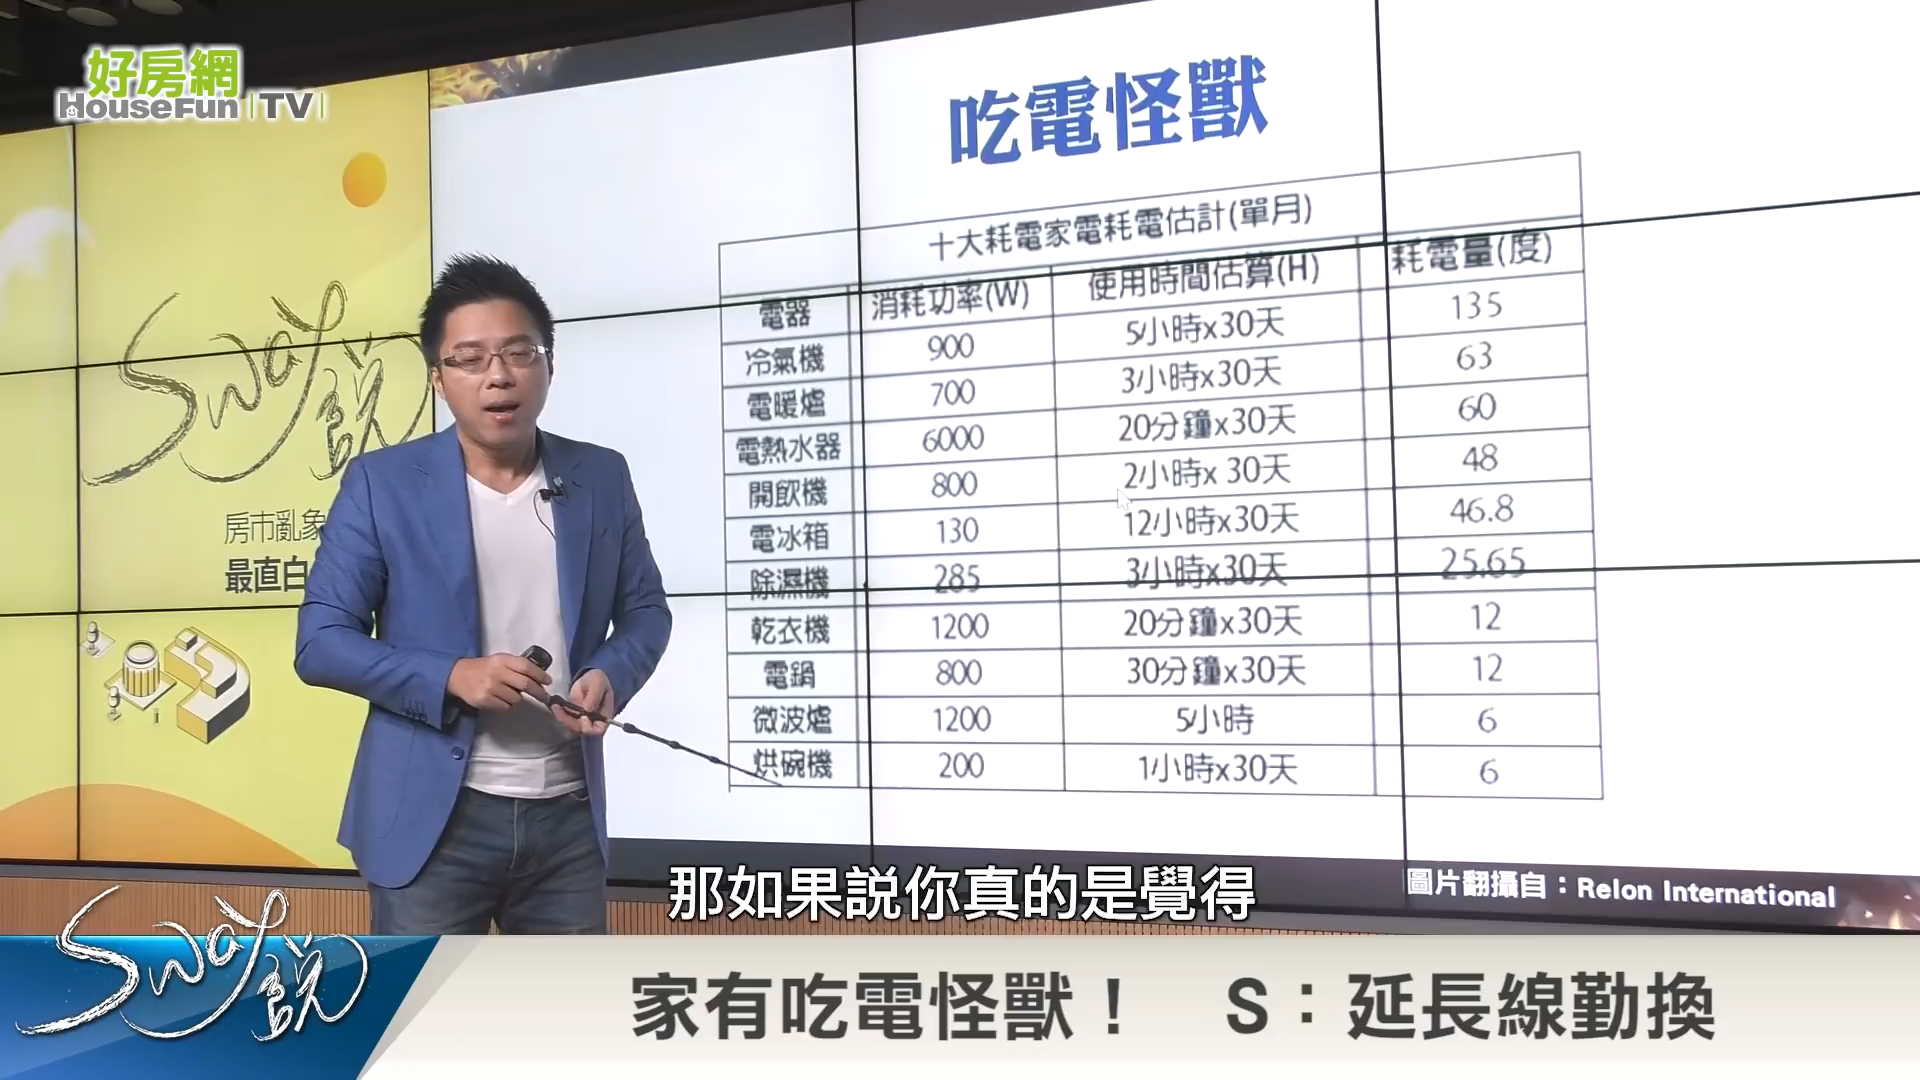 好房網
HouseFun TV
吃電怪獸
十大耗電家電耗電估計(單月)
電器 消耗功率(W) 使用時間估算(H) 耗電量(度)
冷氣機 900 5小時x30天 135
電暖爐 700 3小時x30天 63
電熱水器 6000 20分鐘x30天 60
開飲機 800 2小時x 30天 48
電冰箱 130 12小時x30天 46.8
除濕機 285 3小時x30天 25.65
乾衣機 1200 20分鐘x30天 12
電鍋 800 30分鐘x30天 12
微波爐 1200 5小時 6
烘碗機 200 1小時x30天 6
Sway說
房市亂象
最直白
圖片翻攝自：Relon International
那如果說你真的是覺得
Sway說
家有吃電怪獸！ S：延長線勤換